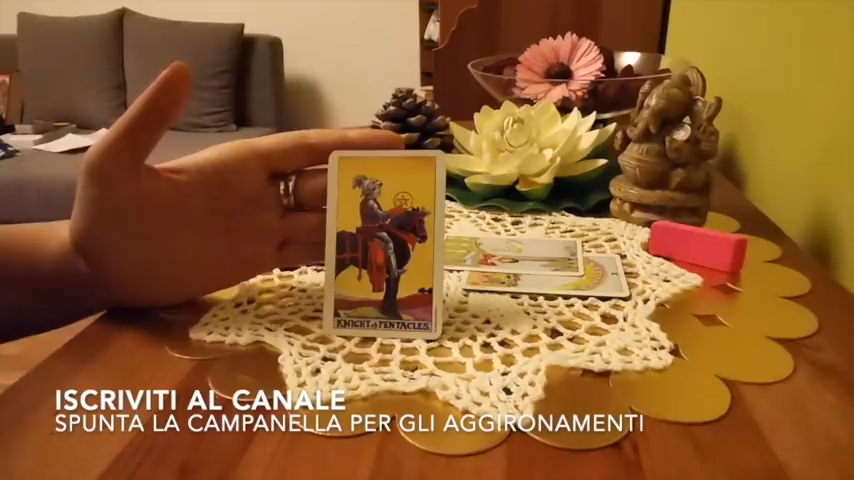 KNIGHT of PENTACLES.
ISCRIVITI AL CANALE
SPUNTA LA CAMPANELLA PER GLI AGGIRONAMENTI